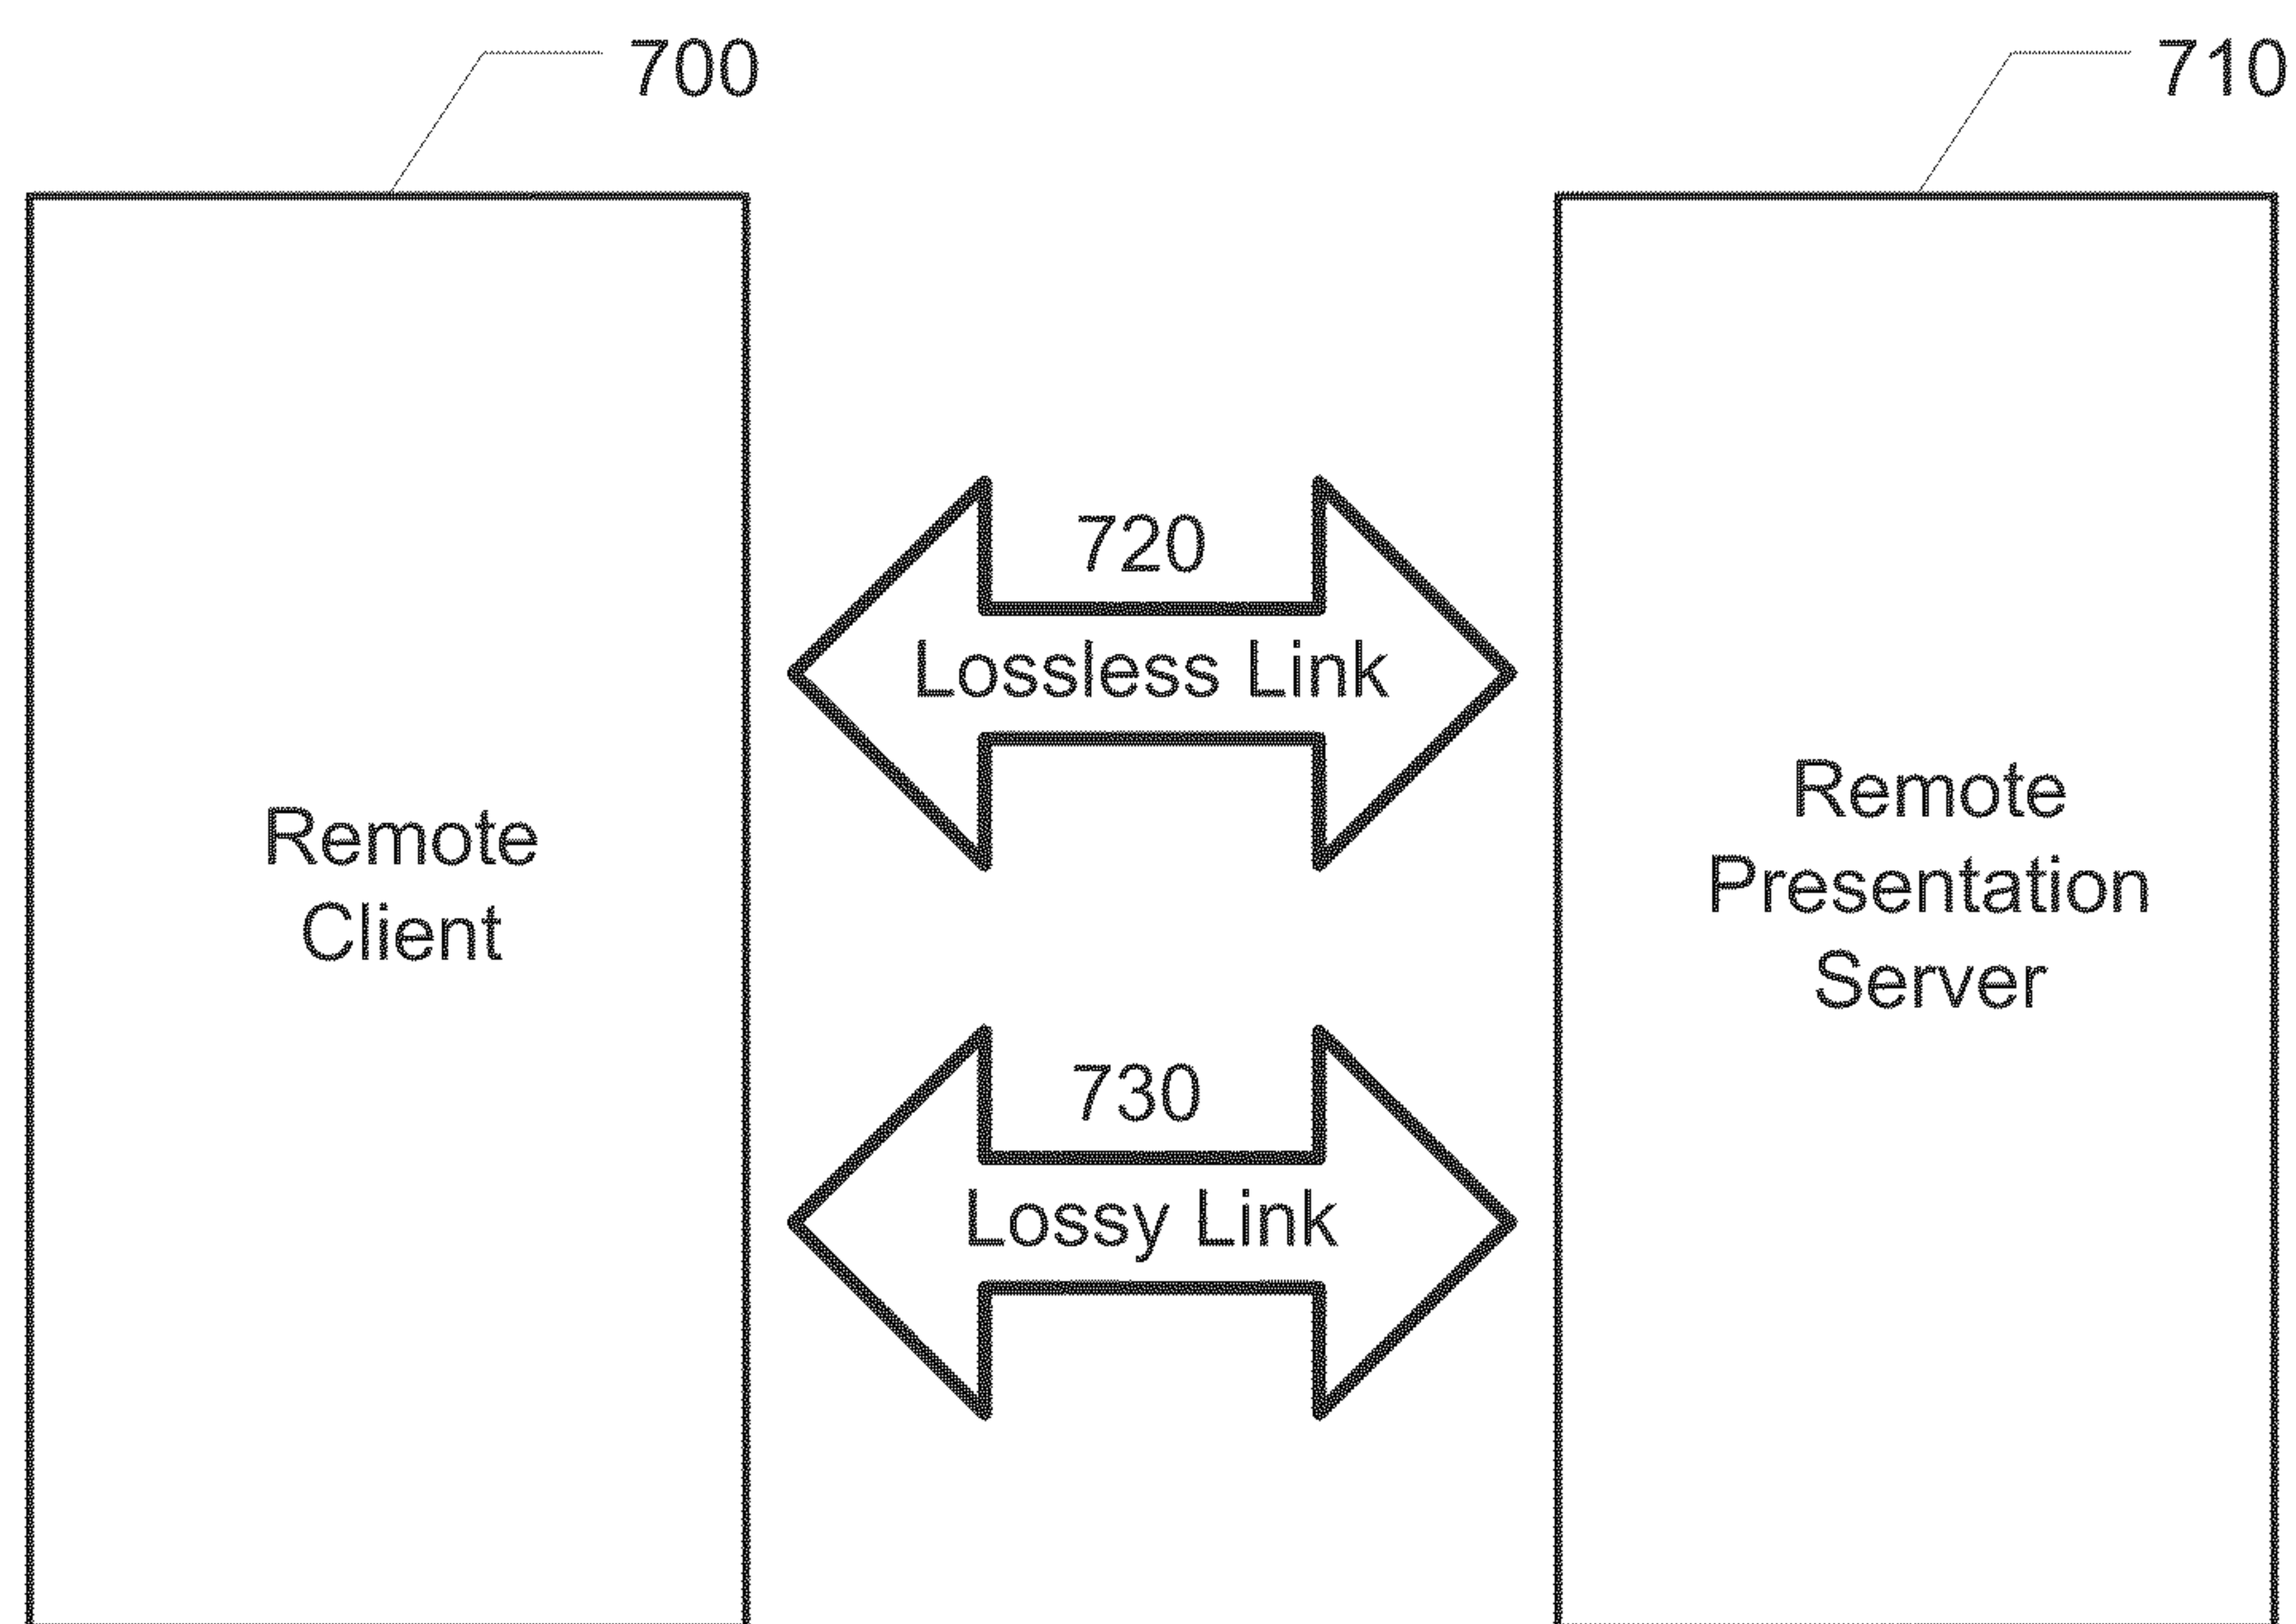 700
710
720
Lossless Link
Remote
Client
Remote
Presentation
Server
730
Lossy Link